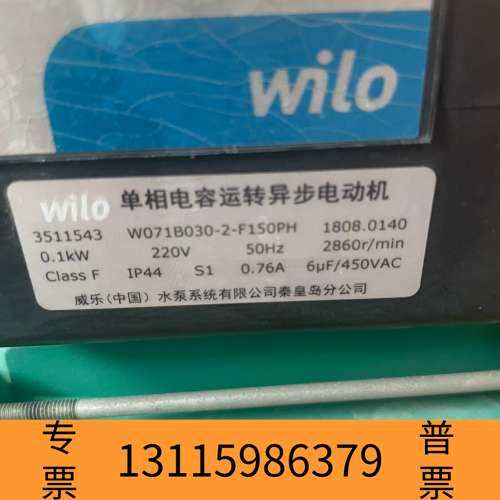 wilo
wilo 单相电容运转异步电动机
3511543 W071B030-2-F150PH 1808.0140
0.1kW 220V 50Hz 2860r/min
Class F IP44 S1 0.76A 6μF/450VAC
威乐(中国)水泵系统有限公司秦皇岛分公司
专票 13115986379 普票